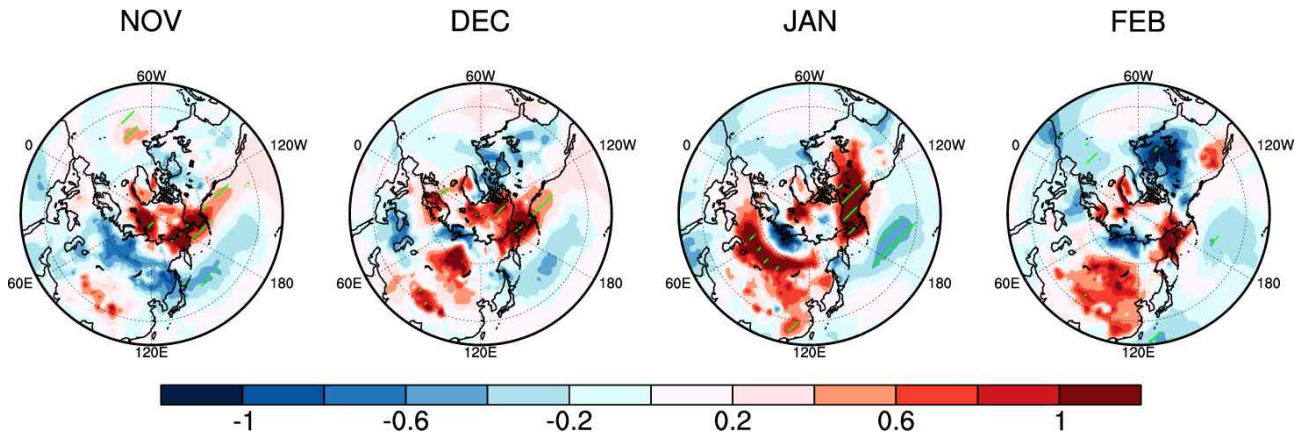 NOV DEC JAN FEB
60W 60W 60W 60W
0 120W 0 120W 0 120W 0 120W
60E 180 60E 180 60E 180 60E 180
120E 120E 120E 120E
-1 -0.6 -0.2 0.2 0.6 1